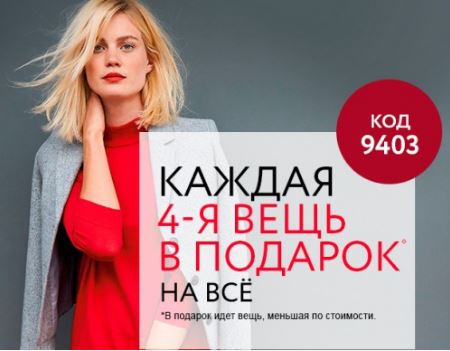 КОД
9403
КАЖДАЯ
4-Я ВЕЩЬ
В ПОДАРОК°
НА ВСЁ
*В подарок идет вещь, меньшая по стоимости.